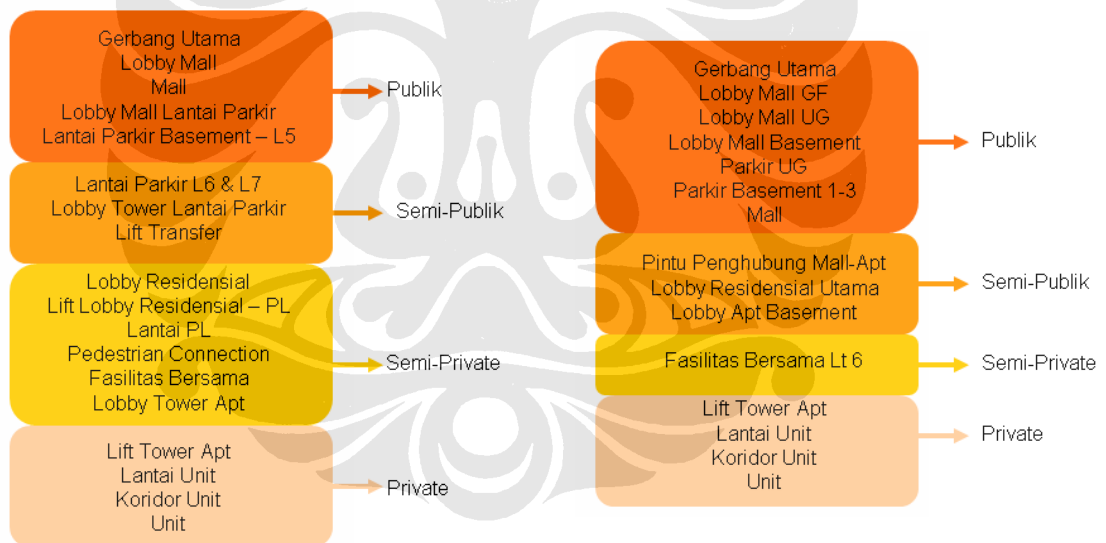 Gerbang Utama
Lobby Mall
Mall
Lobby Mall Lantai Parkir
Lantai Parkir Basement – L5
Publik
Lantai Parkir L6 & L7
Lobby Tower Lantai Parkir
Lift Transfer
Semi-Publik
Lobby Residensial
Lift Lobby Residensial – PL
Lantai PL
Pedestrian Connection
Fasilitas Bersama
Lobby Tower Apt
Semi-Private
Lift Tower Apt
Lantai Unit
Koridor Unit
Unit
Private
Gerbang Utama
Lobby Mall GF
Lobby Mall UG
Lobby Mall Basement
Parkir UG
Parkir Basement 1-3
Mall
Publik
Pintu Penghubung Mall-Apt
Lobby Residensial Utama
Lobby Apt Basement
Semi-Publik
Fasilitas Bersama Lt 6
Semi-Private
Lift Tower Apt
Lantai Unit
Koridor Unit
Unit
Private